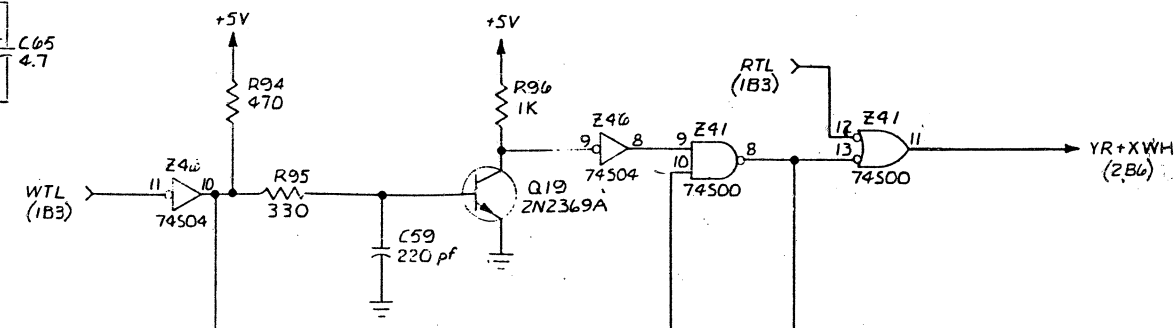 C65
4.7
+5V
R94
470
+5V
R96
1K
RTL
(1B3)
Z46
11
10
74S04
WTL
(1B3)
R95
330
Q19
2N2369A
C59
220 pf
Z46
9
8
74S04
Z41
9
10
8
74S00
Z41
12
13
11
74S00
YR+XWH
(2B6)